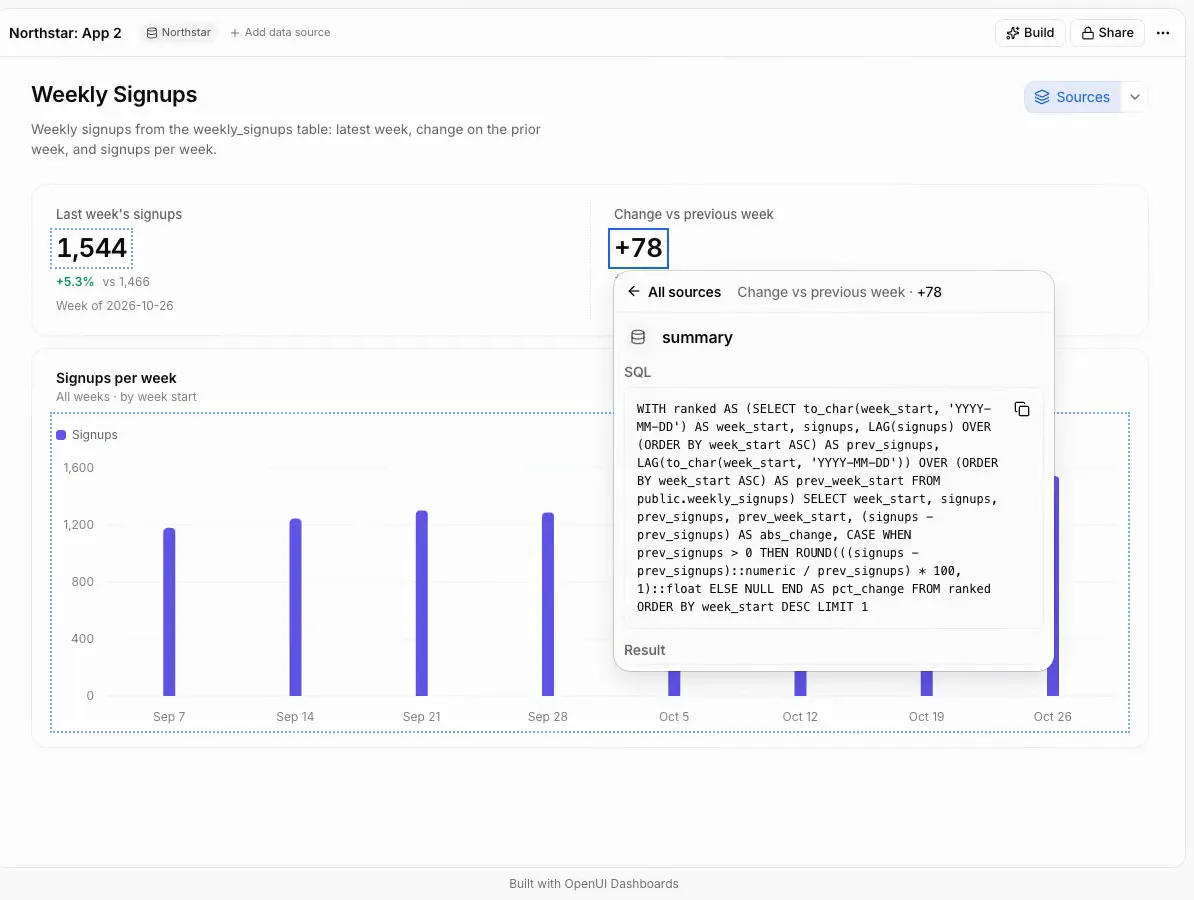 Northstar: App 2
Northstar
+ Add data source
Build
Share
Weekly Signups
Sources
Weekly signups from the weekly_signups table: latest week, change on the prior
week, and signups per week.
Last week's signups
1,544
+5.3% vs 1,466
Week of 2026-10-26
Change vs previous week
+78
All sources
Change vs previous week · +78
summary
SQL
WITH ranked AS (SELECT to_char(week_start, 'YYYY-
MM-DD') AS week_start, signups, LAG(signups) OVER
(ORDER BY week_start ASC) AS prev_signups,
LAG(to_char(week_start, 'YYYY-MM-DD')) OVER (ORDER
BY week_start ASC) AS prev_week_start FROM
public.weekly_signups) SELECT week_start, signups,
prev_signups, prev_week_start, (signups -
prev_signups) AS abs_change, CASE WHEN
prev_signups > 0 THEN ROUND(((signups -
prev_signups)::numeric / prev_signups) * 100,
1)::float ELSE NULL END AS pct_change FROM ranked
ORDER BY week_start DESC LIMIT 1
Result
Signups per week
All weeks · by week start
Signups
1,600
1,200
800
400
0
Sep 7
Sep 14
Sep 21
Sep 28
Oct 5
Oct 12
Oct 19
Oct 26
Built with OpenUI Dashboards